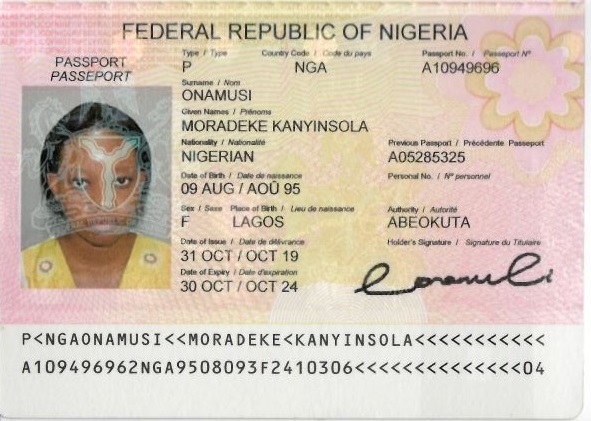 FEDERAL REPUBLIC OF NIGERIA
PASSPORT
PASSEPORT
Type / Type Country Code / Code du pays Passport No. / Passeport N°
P NGA A10949696
Surname / Nom
ONAMUSI
Given Names / Prénoms
MORADEKE KANYINSOLA
Nationality / Nationalité Previous Passport / Précédente Passeport
NIGERIAN A05285325
Date of Birth / Date de naissance Personal No. / N° personnel
09 AUG / AOÛ 95
Sex / Sexe Place of Birth / Lieu de naissance Authority / Autorité
F LAGOS ABEOKUTA
Date of Issue / Date de délivrance Holder's Signature / Signature du Titulaire
31 OCT / OCT 19
Date of Expiry / Date d'expiration
30 OCT / OCT 24
P<NGAONAMUSI<<MORADEKE<KANYINSOLA<<<<<<<<<<<
A109496962NGA9508093F2410306<<<<<<<<<<<<<<04